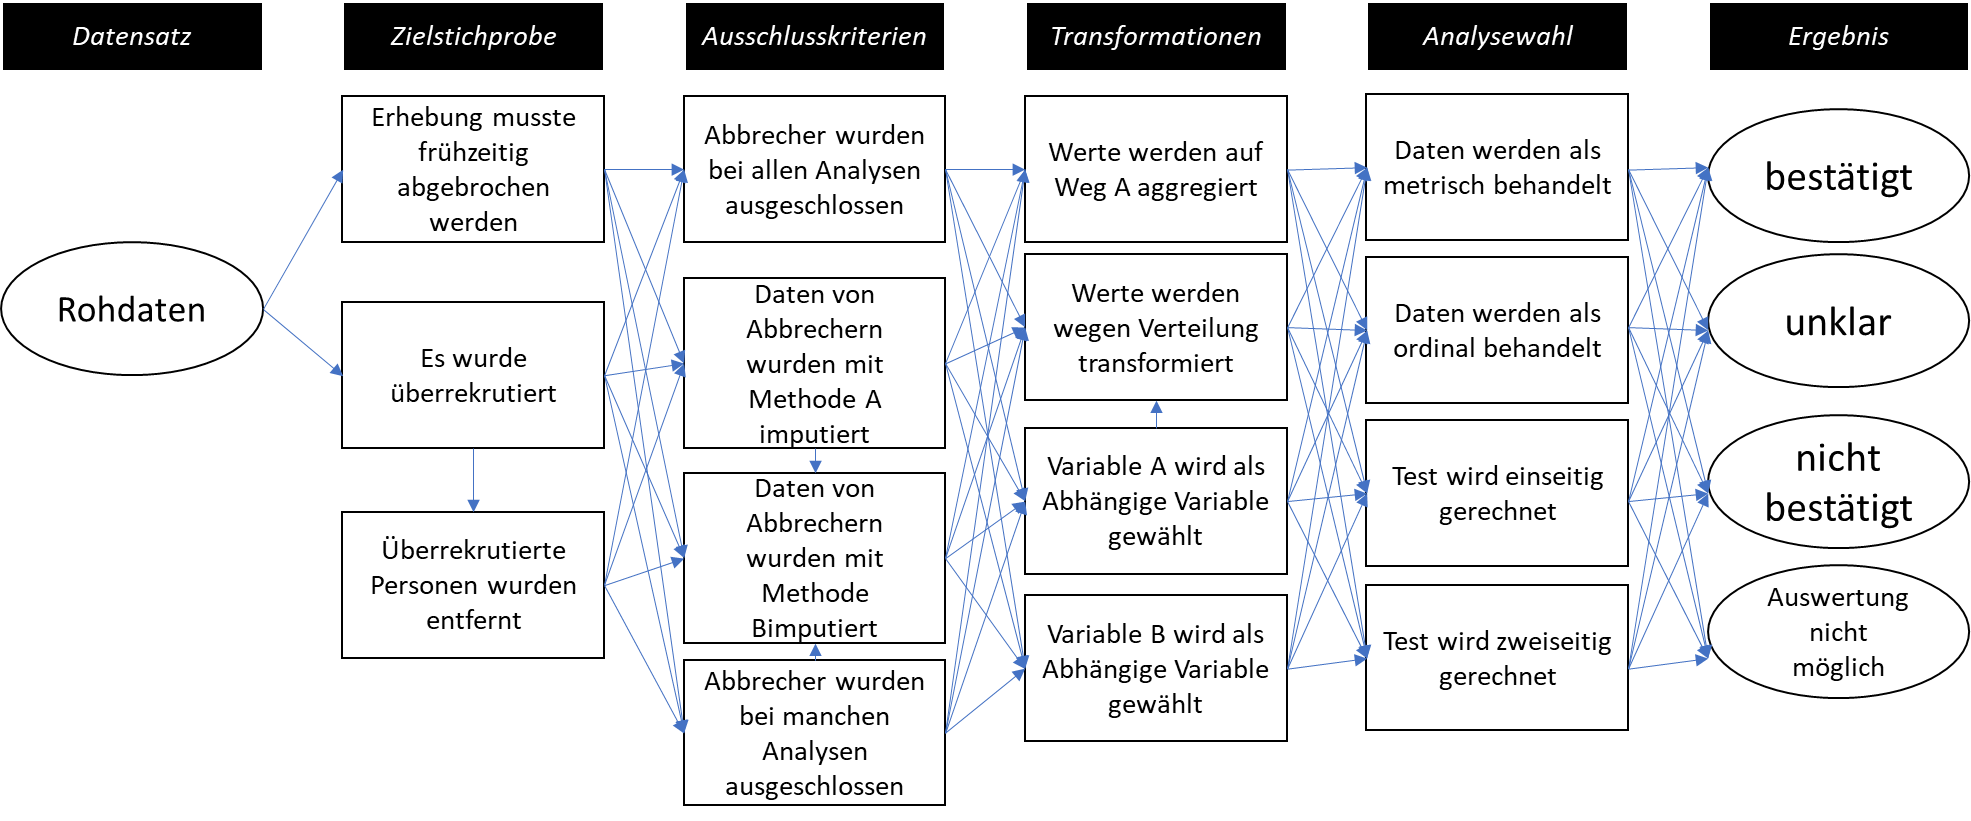 Datensatz
Zielstichprobe
Ausschlusskriterien
Transformationen
Analysewahl
Ergebnis
Rohdaten
Erhebung musste
frühzeitig
abgebrochen
werden
Es wurde
überrekrutiert
Überrekrutierte
Personen wurden
entfernt
Abbrecher wurden
bei allen Analysen
ausgeschlossen
Daten von
Abbrechern
wurden mit
Methode A
imputiert
Daten von
Abbrechern
wurden mit
Methode
Bimputiert
Abbrecher wurden
bei manchen
Analysen
ausgeschlossen
Werte werden auf
Weg A aggregiert
Werte werden
wegen Verteilung
transformiert
Variable A wird als
Abhängige Variable
gewählt
Variable B wird als
Abhängige Variable
gewählt
Daten werden als
metrisch behandelt
Daten werden als
ordinal behandelt
Test wird einseitig
gerechnet
Test wird zweiseitig
gerechnet
bestätigt
unklar
nicht
bestätigt
Auswertung
nicht
möglich